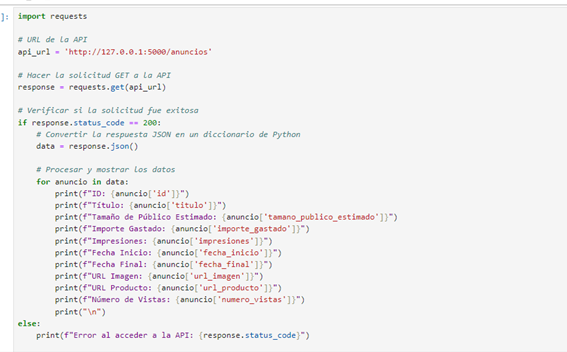 ]:
import requests
# URL de la API
api_url = 'http://127.0.0.1:5000/anuncios'
# Hacer la solicitud GET a la API
response = requests.get(api_url)
# Verificar si la solicitud fue exitosa
if response.status_code == 200:
    # Convertir la respuesta JSON en un diccionario de Python
    data = response.json()
    # Procesar y mostrar los datos
    for anuncio in data:
        print(f"ID: {anuncio['id']}")
        print(f"Título: {anuncio['titulo']}")
        print(f"Tamaño de Público Estimado: {anuncio['tamano_publico_estimado']}")
        print(f"Importe Gastado: {anuncio['importe_gastado']}")
        print(f"Impresiones: {anuncio['impresiones']}")
        print(f"Fecha Inicio: {anuncio['fecha_inicio']}")
        print(f"Fecha Final: {anuncio['fecha_final']}")
        print(f"URL Imagen: {anuncio['url_imagen']}")
        print(f"URL Producto: {anuncio['url_producto']}")
        print(f"Número de Vistas: {anuncio['numero_vistas']}")
        print("\n")
else:
    print(f"Error al acceder a la API: {response.status_code}")